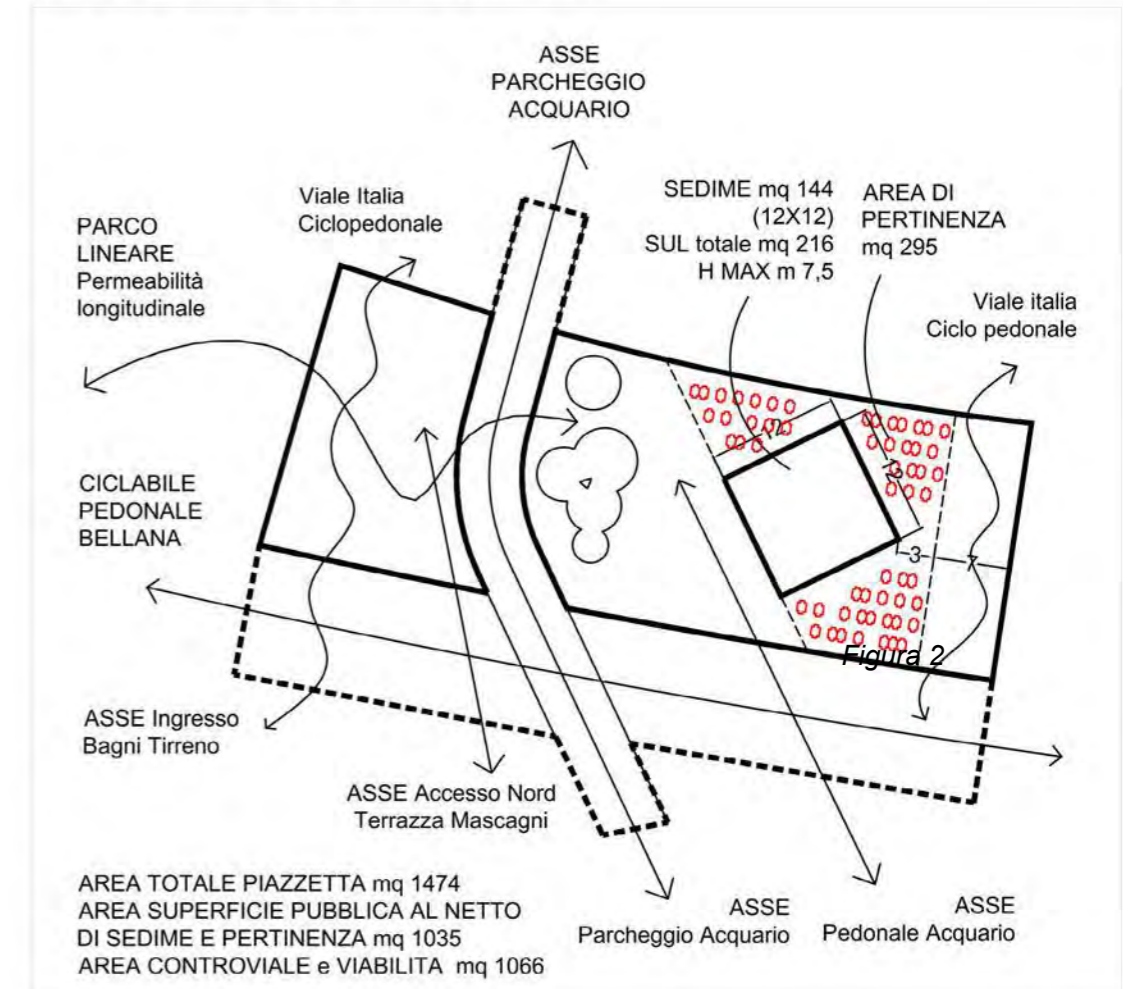 ASSE
PARCHEGGIO
ACQUARIO
Viale Italia
Ciclopedonale
SEDIME mq 144
(12X12)
SUL totale mq 216
H MAX m 7,5
AREA DI
PERTINENZA
mq 295
PARCO
LINEARE
Permeabilità
longitudinale
Viale italia
Ciclo pedonale
12
3
7
CICLABILE
PEDONALE
BELLANA
Figura 2
ASSE Ingresso
Bagni Tirreno
ASSE Accesso Nord
Terrazza Mascagni
AREA TOTALE PIAZZETTA mq 1474
AREA SUPERFICIE PUBBLICA AL NETTO
DI SEDIME E PERTINENZA mq 1035
AREA CONTROVIALE e VIABILITA mq 1066
ASSE
Parcheggio Acquario
ASSE
Pedonale Acquario